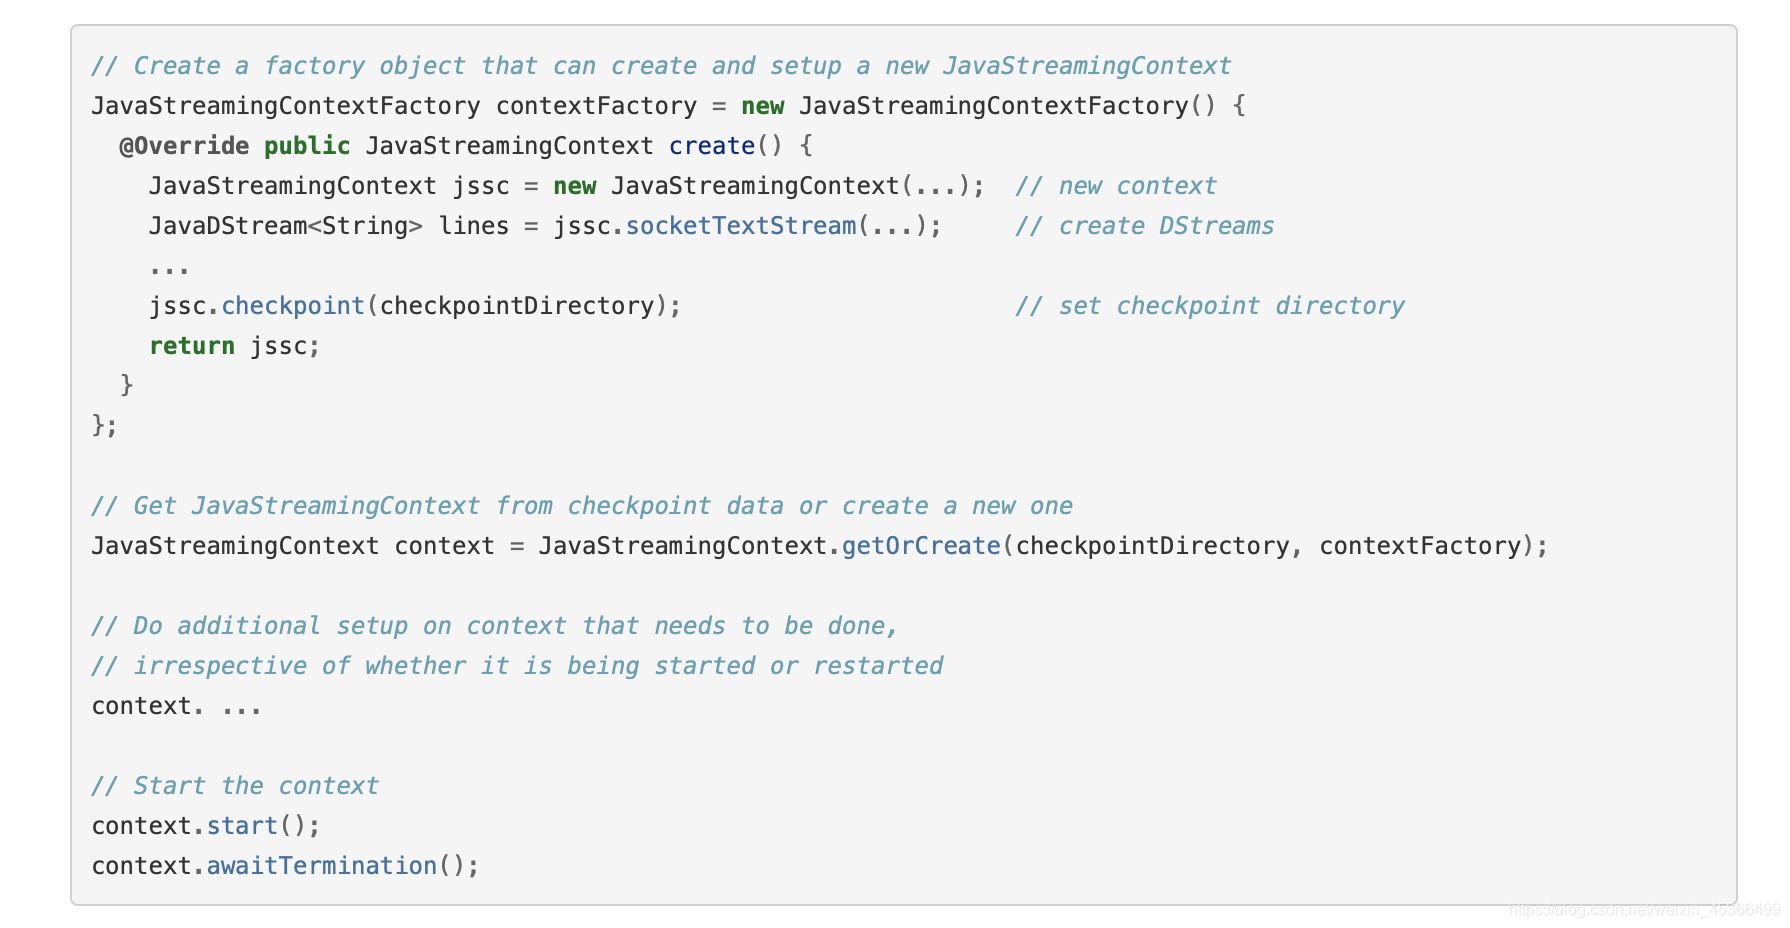 // Create a factory object that can create and setup a new JavaStreamingContext
JavaStreamingContextFactory contextFactory = new JavaStreamingContextFactory() {
  @Override public JavaStreamingContext create() {
    JavaStreamingContext jssc = new JavaStreamingContext(...);  // new context
    JavaDStream<String> lines = jssc.socketTextStream(...);     // create DStreams
    ...
    jssc.checkpoint(checkpointDirectory);                       // set checkpoint directory
    return jssc;
  }
};

// Get JavaStreamingContext from checkpoint data or create a new one
JavaStreamingContext context = JavaStreamingContext.getOrCreate(checkpointDirectory, contextFactory);

// Do additional setup on context that needs to be done,
// irrespective of whether it is being started or restarted
context. ...

// Start the context
context.start();
context.awaitTermination();
https://blog.csdn.net/weixin_45366499